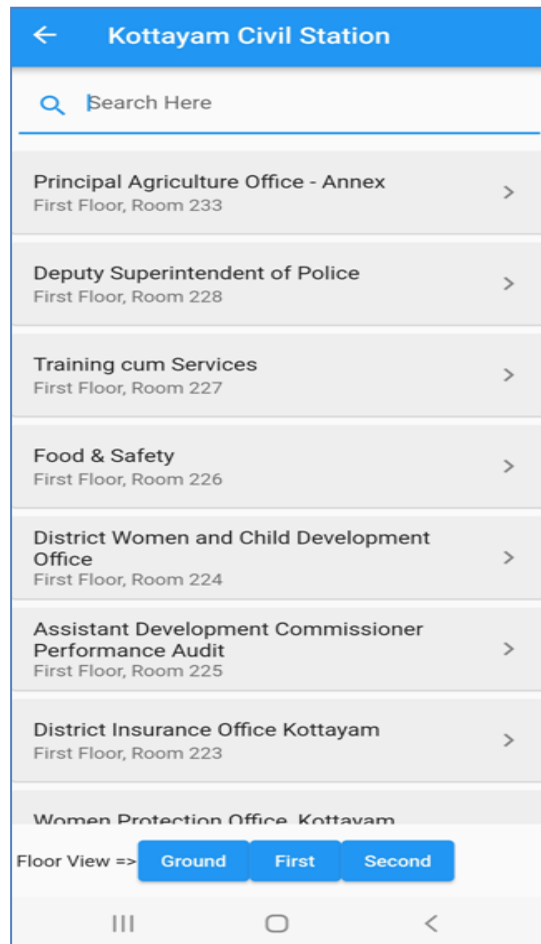 Kottayam Civil Station
Search Here
Principal Agriculture Office - Annex
First Floor, Room 233
Deputy Superintendent of Police
First Floor, Room 228
Training cum Services
First Floor, Room 227
Food & Safety
First Floor, Room 226
District Women and Child Development
Office
First Floor, Room 224
Assistant Development Commissioner
Performance Audit
First Floor, Room 225
District Insurance Office Kottayam
First Floor, Room 223
Women Protection Office, Kottayam
Floor View => Ground First Second